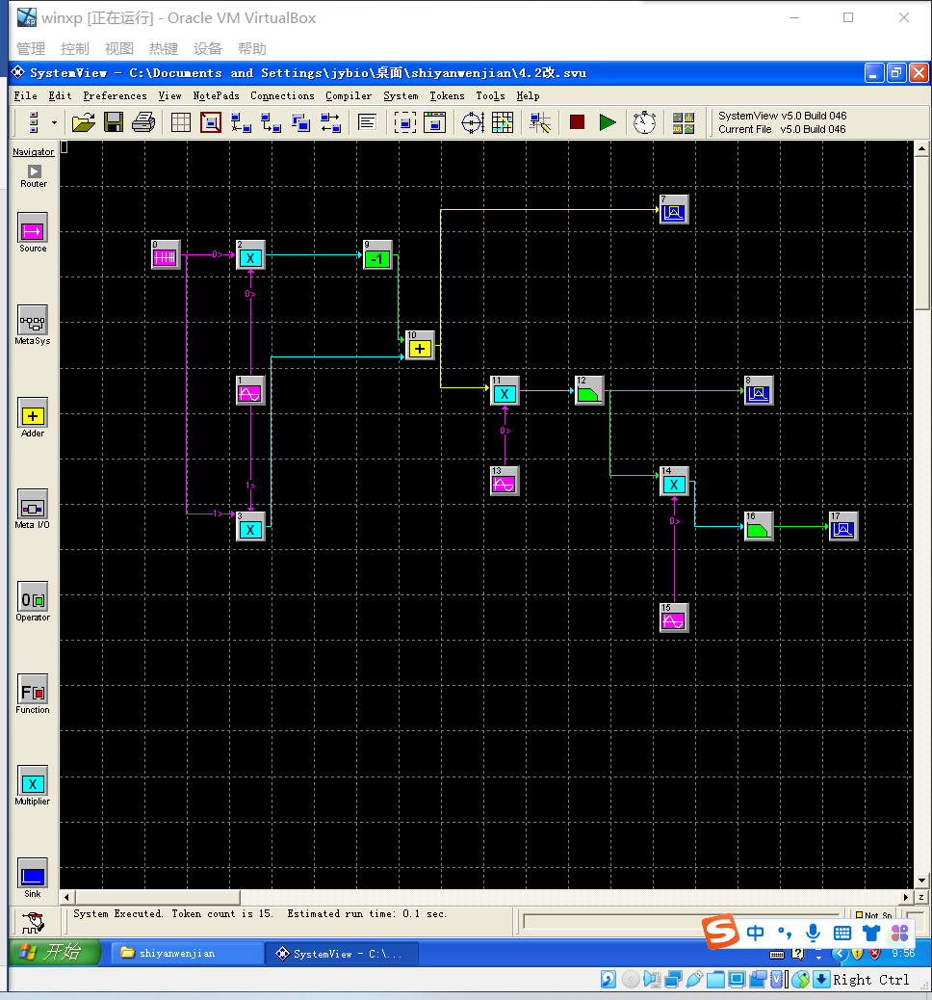 winxp [正在运行] - Oracle VM VirtualBox
管理 控制 视图 热键 设备 帮助
SystemView - C:\Documents and Settings\jybio\桌面\shiyanwenjian\4.2改.svu
File Edit Preferences View NotePads Connections Compiler System Tokens Tools Help
SystemView v5.0 Build 046
Current File v5.0 Build 046
Navigator
Router
Source
MetaSys
Adder
Meta I/O
Operator
Function
Multiplier
Sink
7
0 0> 2 X 9 -1
0>
10 +
1 11 X 12 8
0>
13 14 X
1>
1> 3 X 0> 16 17
15
System Executed. Token count is 15. Estimated run time: 0.1 sec.
Not Sp
z
中
开始 shiyanwenjian SystemView - C:\... 9:56
Right Ctrl